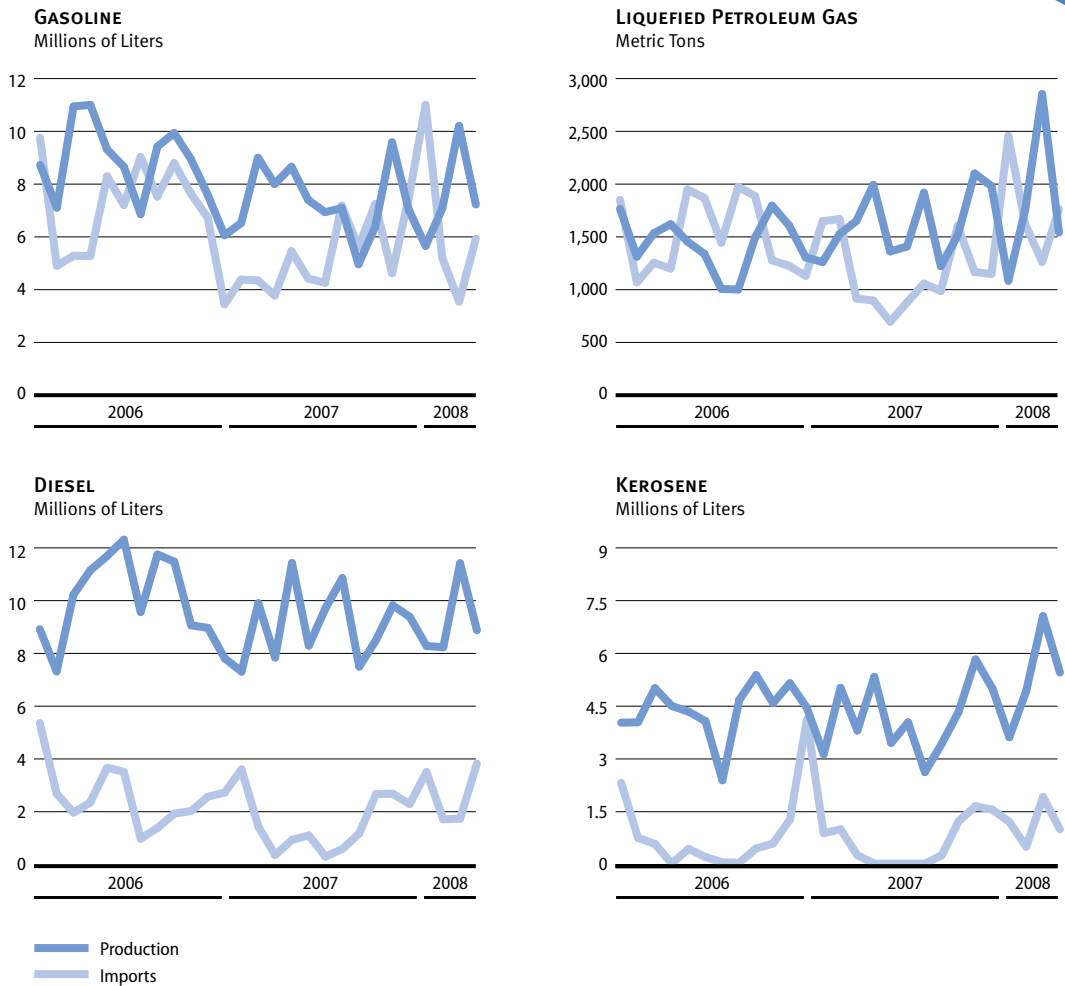 GASOLINE
Millions of Liters
12
10
8
6
4
2
0
2006 2007 2008
LIQUEFIED PETROLEUM GAS
Metric Tons
3,000
2,500
2,000
1,500
1,000
500
0
2006 2007 2008
DIESEL
Millions of Liters
12
10
8
6
4
2
0
2006 2007 2008
KEROSENE
Millions of Liters
9
7.5
6
4.5
3
1.5
0
2006 2007 2008
Production
Imports